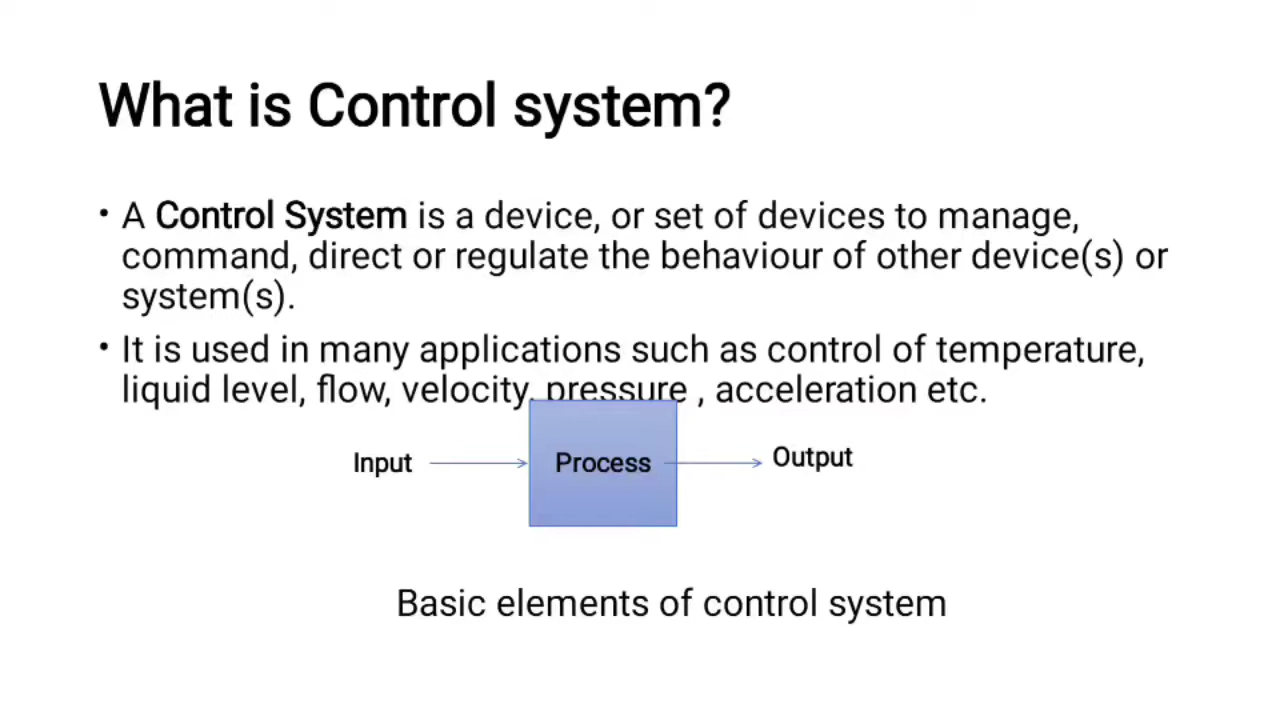 What is Control system?
• A Control System is a device, or set of devices to manage,
command, direct or regulate the behaviour of other device(s) or
system(s).
• It is used in many applications such as control of temperature,
liquid level, flow, velocity, pressure , acceleration etc.
Input Process Output
Basic elements of control system